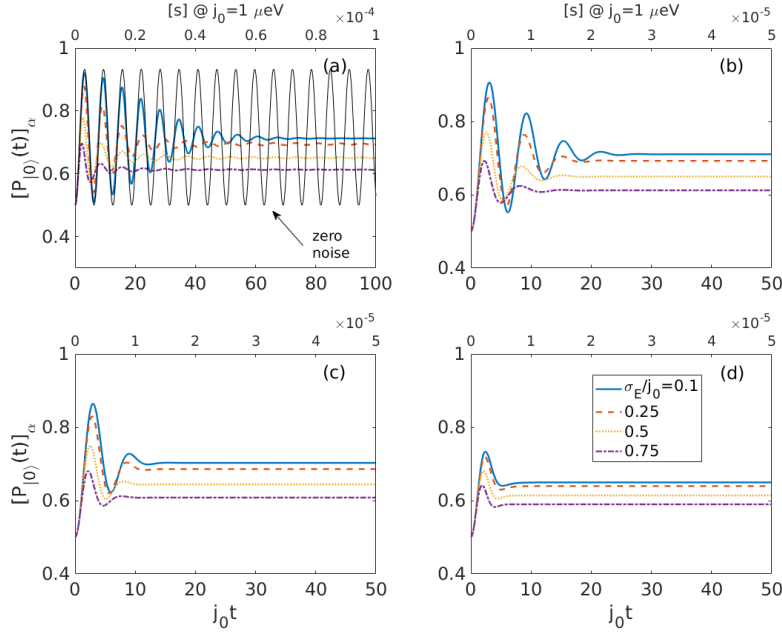 [s] @ j₀=1 μeV
[s] @ j₀=1 μeV
×10⁻⁴
×10⁻⁵
0 0.2 0.4 0.6 0.8 1
0 1 2 3 4 5
1
0.8
0.6
0.4
[P|0⟩(t)]α
(a)
zero
noise
0 20 40 60 80 100
1
0.8
0.6
0.4
(b)
0 10 20 30 40 50
×10⁻⁵
0 1 2 3 4 5
1
0.8
0.6
0.4
[P|0⟩(t)]α
(c)
0 10 20 30 40 50
j₀t
×10⁻⁵
0 1 2 3 4 5
1
0.8
0.6
0.4
(d)
σE/j₀=0.1
0.25
0.5
0.75
0 10 20 30 40 50
j₀t